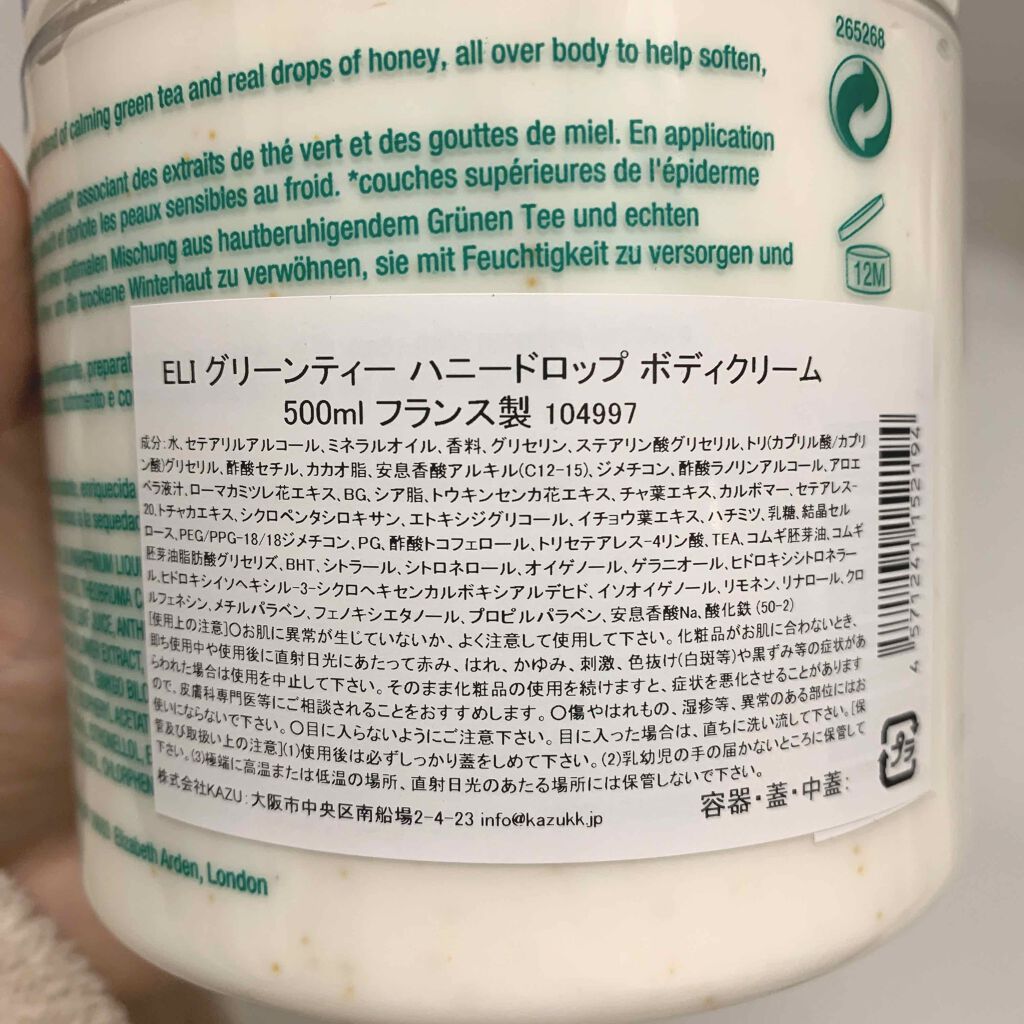 265268
of calming green tea and real drops of honey, all over body to help soften,
associant des extraits de thé vert et des gouttes de miel. En application
et dorlote les peaux sensibles au froid. *couches supérieures de l'épiderme
optimalen Mischung aus hautberuhigendem Grünen Tee und echten
um die trockene Winterhaut zu verwöhnen, sie mit Feuchtigkeit zu versorgen und
12M
ELI グリーンティー ハニードロップ ボディクリーム
500ml フランス製 104997
成分:水、セテアリルアルコール、ミネラルオイル、香料、グリセリン、ステアリン酸グリセリル、トリ(カプリル酸/カプリ
ン酸)グリセリル、酢酸セチル、カカオ脂、安息香酸アルキル(C12-15)、ジメチコン、酢酸ラノリンアルコール、アロエ
ベラ液汁、ローマカミツレ花エキス、BG、シア脂、トウキンセンカ花エキス、チャ葉エキス、カルボマー、セテアレス-
20、トチャカエキス、シクロペンタシロキサン、エトキシジグリコール、イチョウ葉エキス、ハチミツ、乳糖、結晶セル
ロース、PEG/PPG-18/18ジメチコン、PG、酢酸トコフェロール、トリセテアレス-4リン酸、TEA、コムギ胚芽油、コムギ
胚芽油脂肪酸グリセリズ、BHT、シトラール、シトロネロール、オイゲノール、ゲラニオール、ヒドロキシシトロネラー
ル、ヒドロキシイソヘキシル-3-シクロヘキセンカルボキシアルデヒド、イソオイゲノール、リモネン、リナロール、クロ
ルフェネシン、メチルパラベン、フェノキシエタノール、プロピルパラベン、安息香酸Na、酸化鉄 (50-2)
[使用上の注意]〇お肌に異常が生じていないか、よく注意して使用して下さい。化粧品がお肌に合わないとき、
即ち使用中や使用後に直射日光にあたって赤み、はれ、かゆみ、刺激、色抜け(白斑等)や黒ずみ等の症状があ
らわれた場合は使用を中止して下さい。そのまま化粧品の使用を続けますと、症状を悪化させることがあります
ので、皮膚科専門医等にご相談されることをおすすめします。〇傷やはれもの、湿疹等、異常のある部位にはお
使いにならないで下さい。〇目に入らないようにご注意下さい。目に入った場合は、直ちに洗い流して下さい。[保
管及び取扱い上の注意](1)使用後は必ずしっかり蓋をしめて下さい。(2)乳幼児の手の届かないところに保管して
下さい。(3)極端に高温または低温の場所、直射日光のあたる場所には保管しないで下さい。
株式会社KAZU:大阪市中央区南船場2-4-23 info@kazukk.jp
容器・蓋・中蓋:
プラ
4 571241 152194
Elizabeth Arden, London